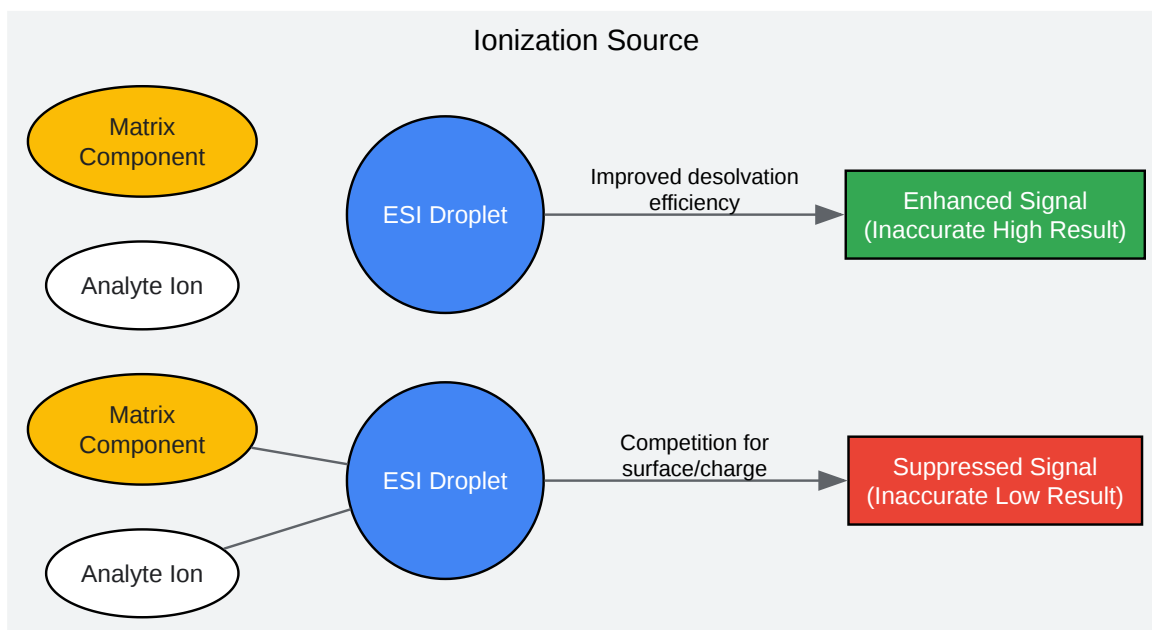 Ionization Source
Matrix
Component
Analyte Ion
ESI Droplet
Improved desolvation
efficiency
Enhanced Signal
(Inaccurate High Result)
Matrix
Component
Analyte Ion
ESI Droplet
Competition for
surface/charge
Suppressed Signal
(Inaccurate Low Result)